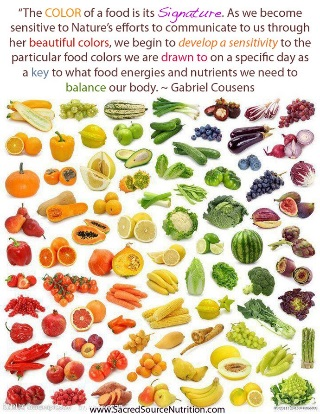 "The COLOR of a food is its Signature. As we become
sensitive to Nature's efforts to communicate to us through
her beautiful colors, we begin to develop a sensitivity to the
particular food colors we are drawn to on a specific day as
a key to what food energies and nutrients we need to
balance our body. ~ Gabriel Cousens
www.SacredSourceNutrition.com